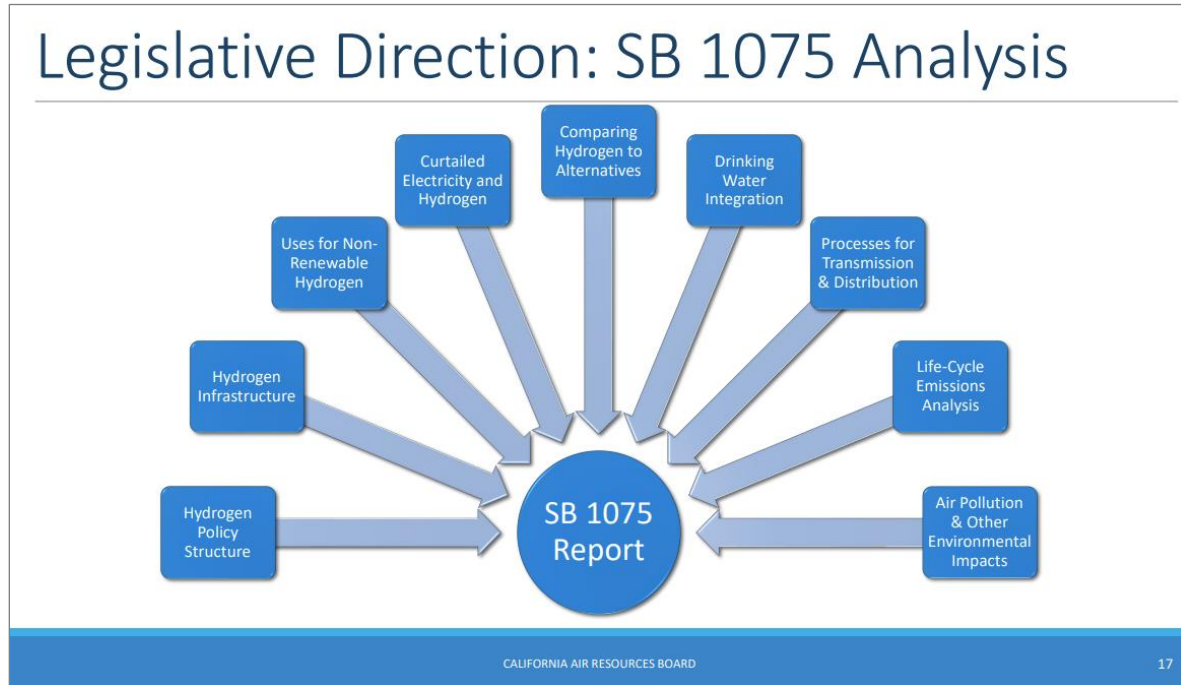 Legislative Direction: SB 1075 Analysis
Comparing
Hydrogen to
Alternatives
Curtailed
Electricity and
Hydrogen
Drinking
Water
Integration
Uses for Non-
Renewable
Hydrogen
Processes for
Transmission
& Distribution
Hydrogen
Infrastructure
Life-Cycle
Emissions
Analysis
Hydrogen
Policy
Structure
SB 1075
Report
Air Pollution
& Other
Environmental
Impacts
CALIFORNIA AIR RESOURCES BOARD
17